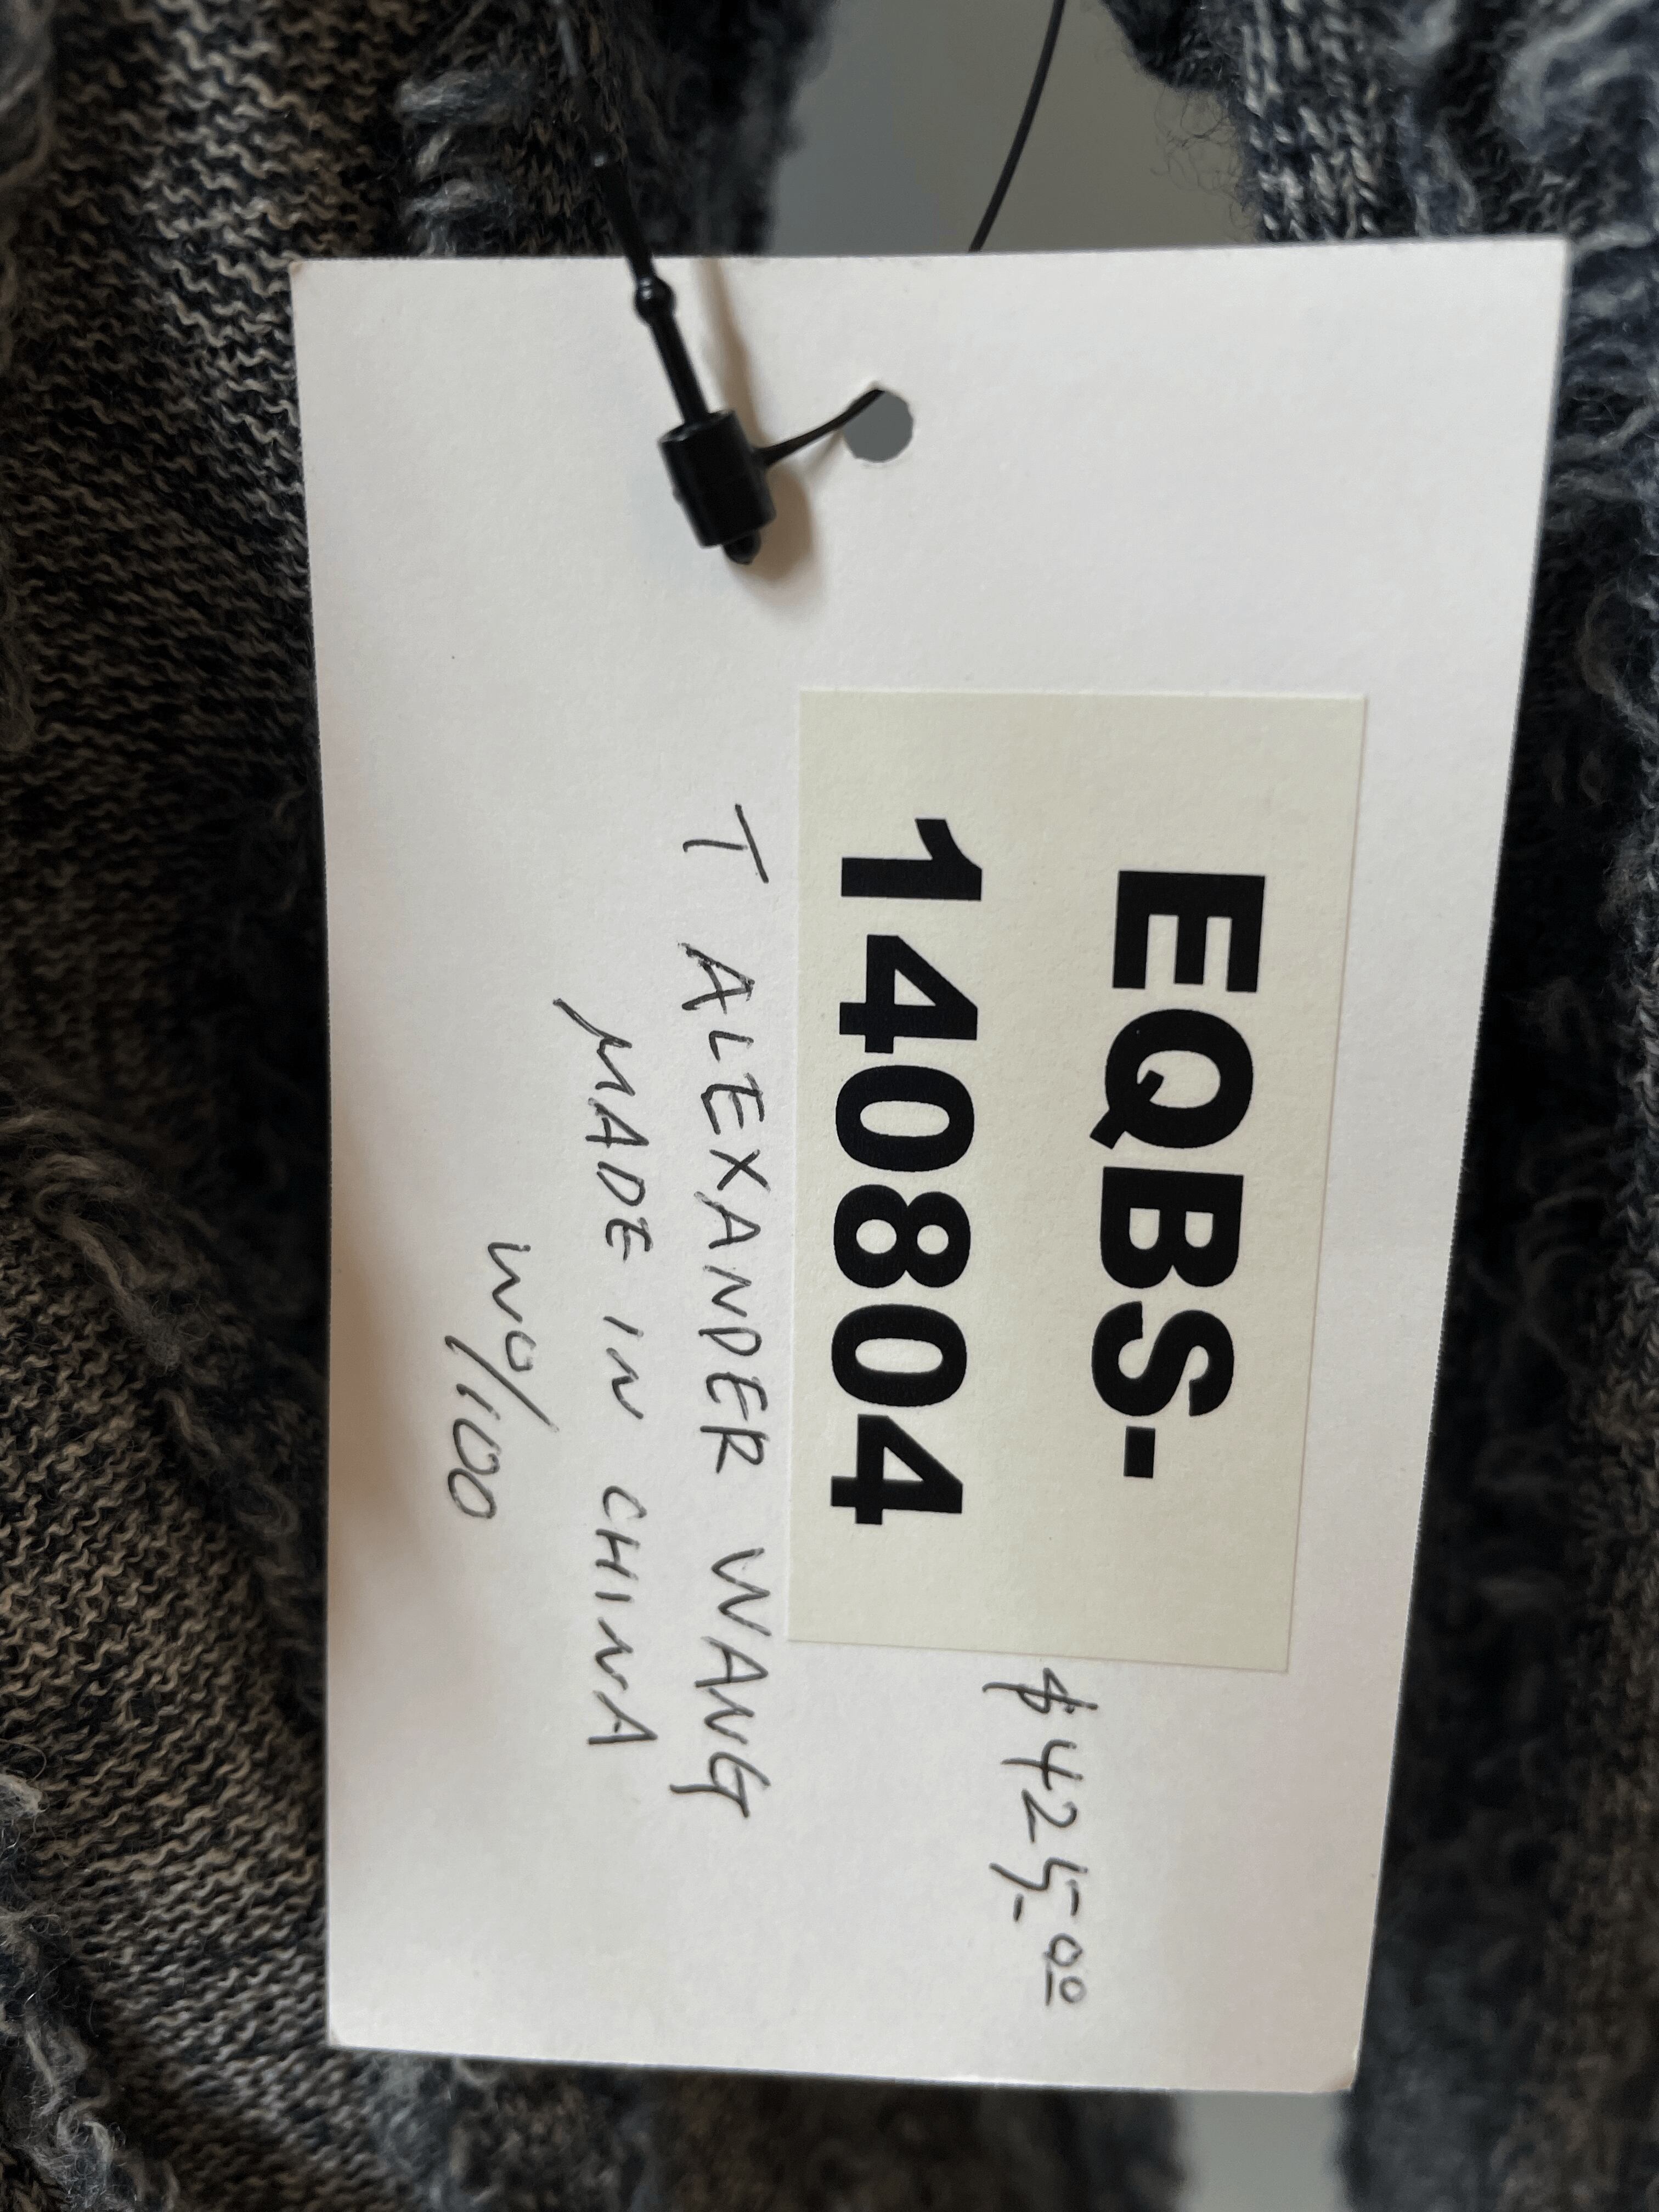 EQBS-
140804
$425.00
T ALEXANDER WANG
MADE IN CHINA
WO/100